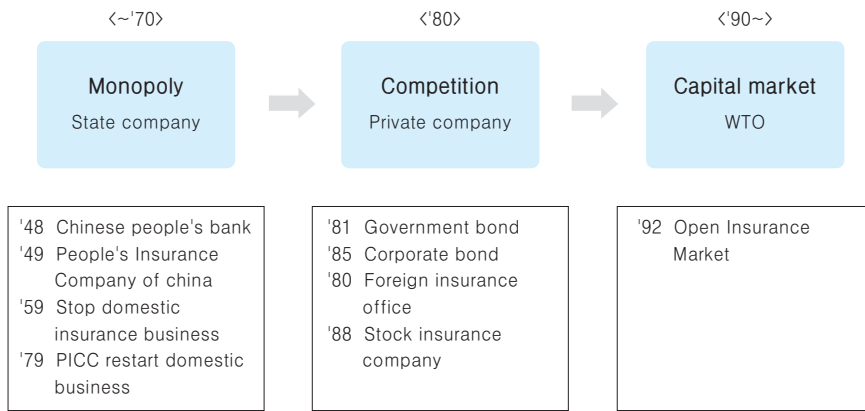 <~'70>
Monopoly
State company
<'80>
Competition
Private company
<'90~>
Capital market
WTO
'48 Chinese people's bank
'49 People's Insurance
Company of china
'59 Stop domestic
insurance business
'79 PICC restart domestic
business
'81 Government bond
'85 Corporate bond
'80 Foreign insurance
office
'88 Stock insurance
company
'92 Open Insurance
Market